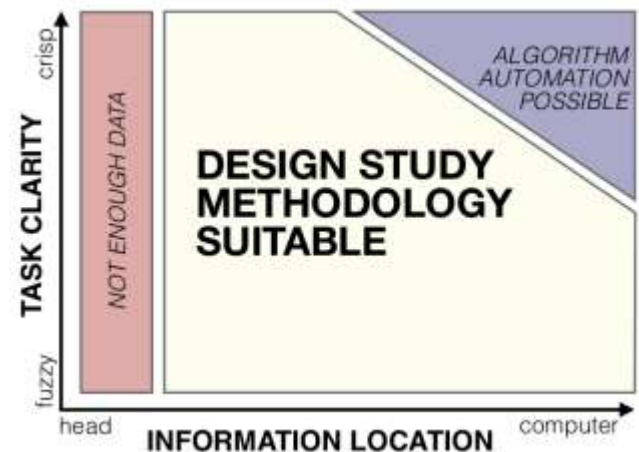 crisp
ALGORITHM
AUTOMATION
POSSIBLE
TASK CLARITY
NOT ENOUGH DATA
DESIGN STUDY
METHODOLOGY
SUITABLE
fuzzy
head
computer
INFORMATION LOCATION